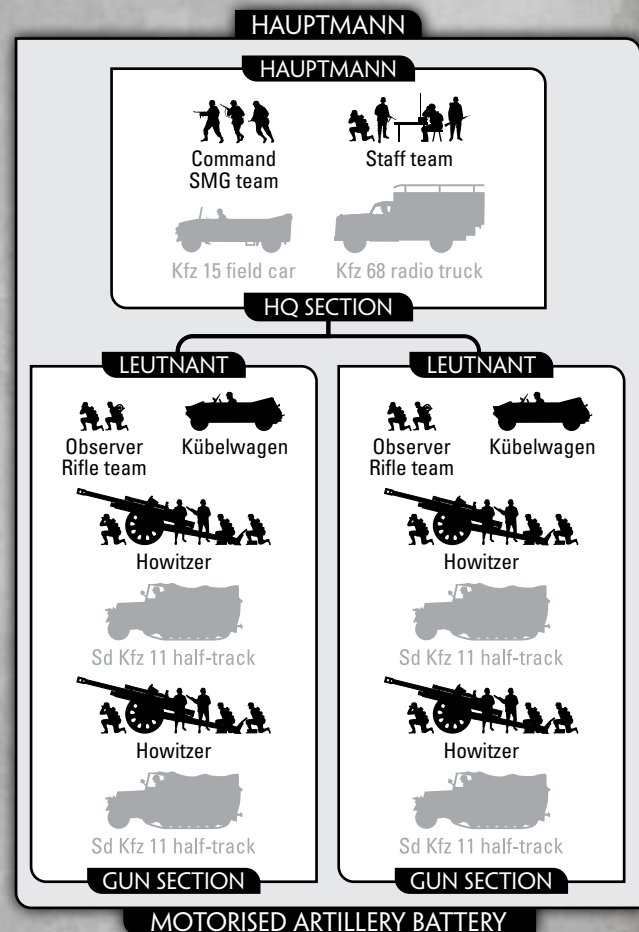 HAUPTMANN
HAUPTMANN
Command
SMG team
Staff team
Kfz 15 field car
Kfz 68 radio truck
HQ SECTION
LEUTNANT
Observer
Rifle team
Kübelwagen
Howitzer
Sd Kfz 11 half-track
Howitzer
Sd Kfz 11 half-track
GUN SECTION
LEUTNANT
Observer
Rifle team
Kübelwagen
Howitzer
Sd Kfz 11 half-track
Howitzer
Sd Kfz 11 half-track
GUN SECTION
MOTORISED ARTILLERY BATTERY